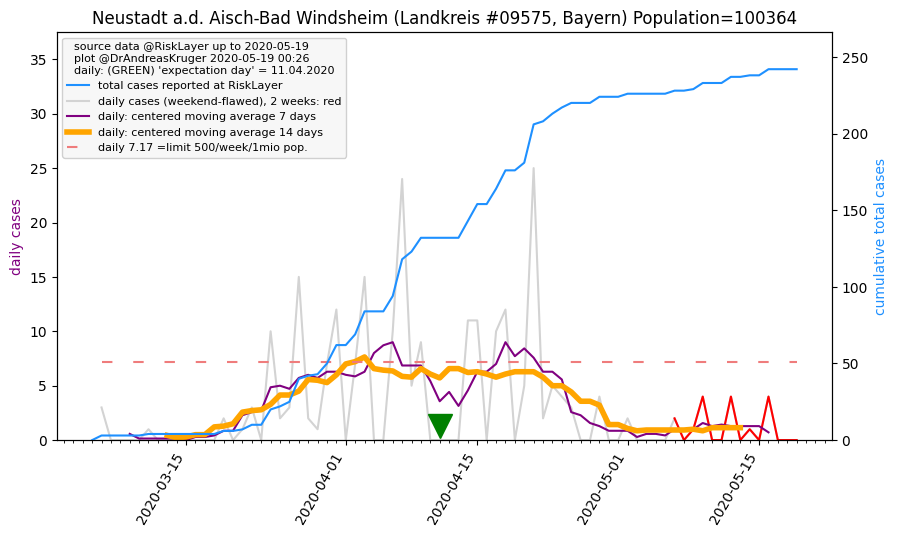 Neustadt a.d. Aisch-Bad Windsheim (Landkreis #09575, Bayern) Population=100364
source data @RiskLayer up to 2020-05-19
plot @DrAndreasKruger 2020-05-19 00:26
daily: (GREEN) 'expectation day' = 11.04.2020
total cases reported at RiskLayer
daily cases (weekend-flawed), 2 weeks: red
daily: centered moving average 7 days
daily: centered moving average 14 days
daily 7.17 =limit 500/week/1mio pop.
daily cases
35
30
25
20
15
10
5
0
cumulative total cases
250
200
150
100
50
0
2020-03-15
2020-04-01
2020-04-15
2020-05-01
2020-05-15